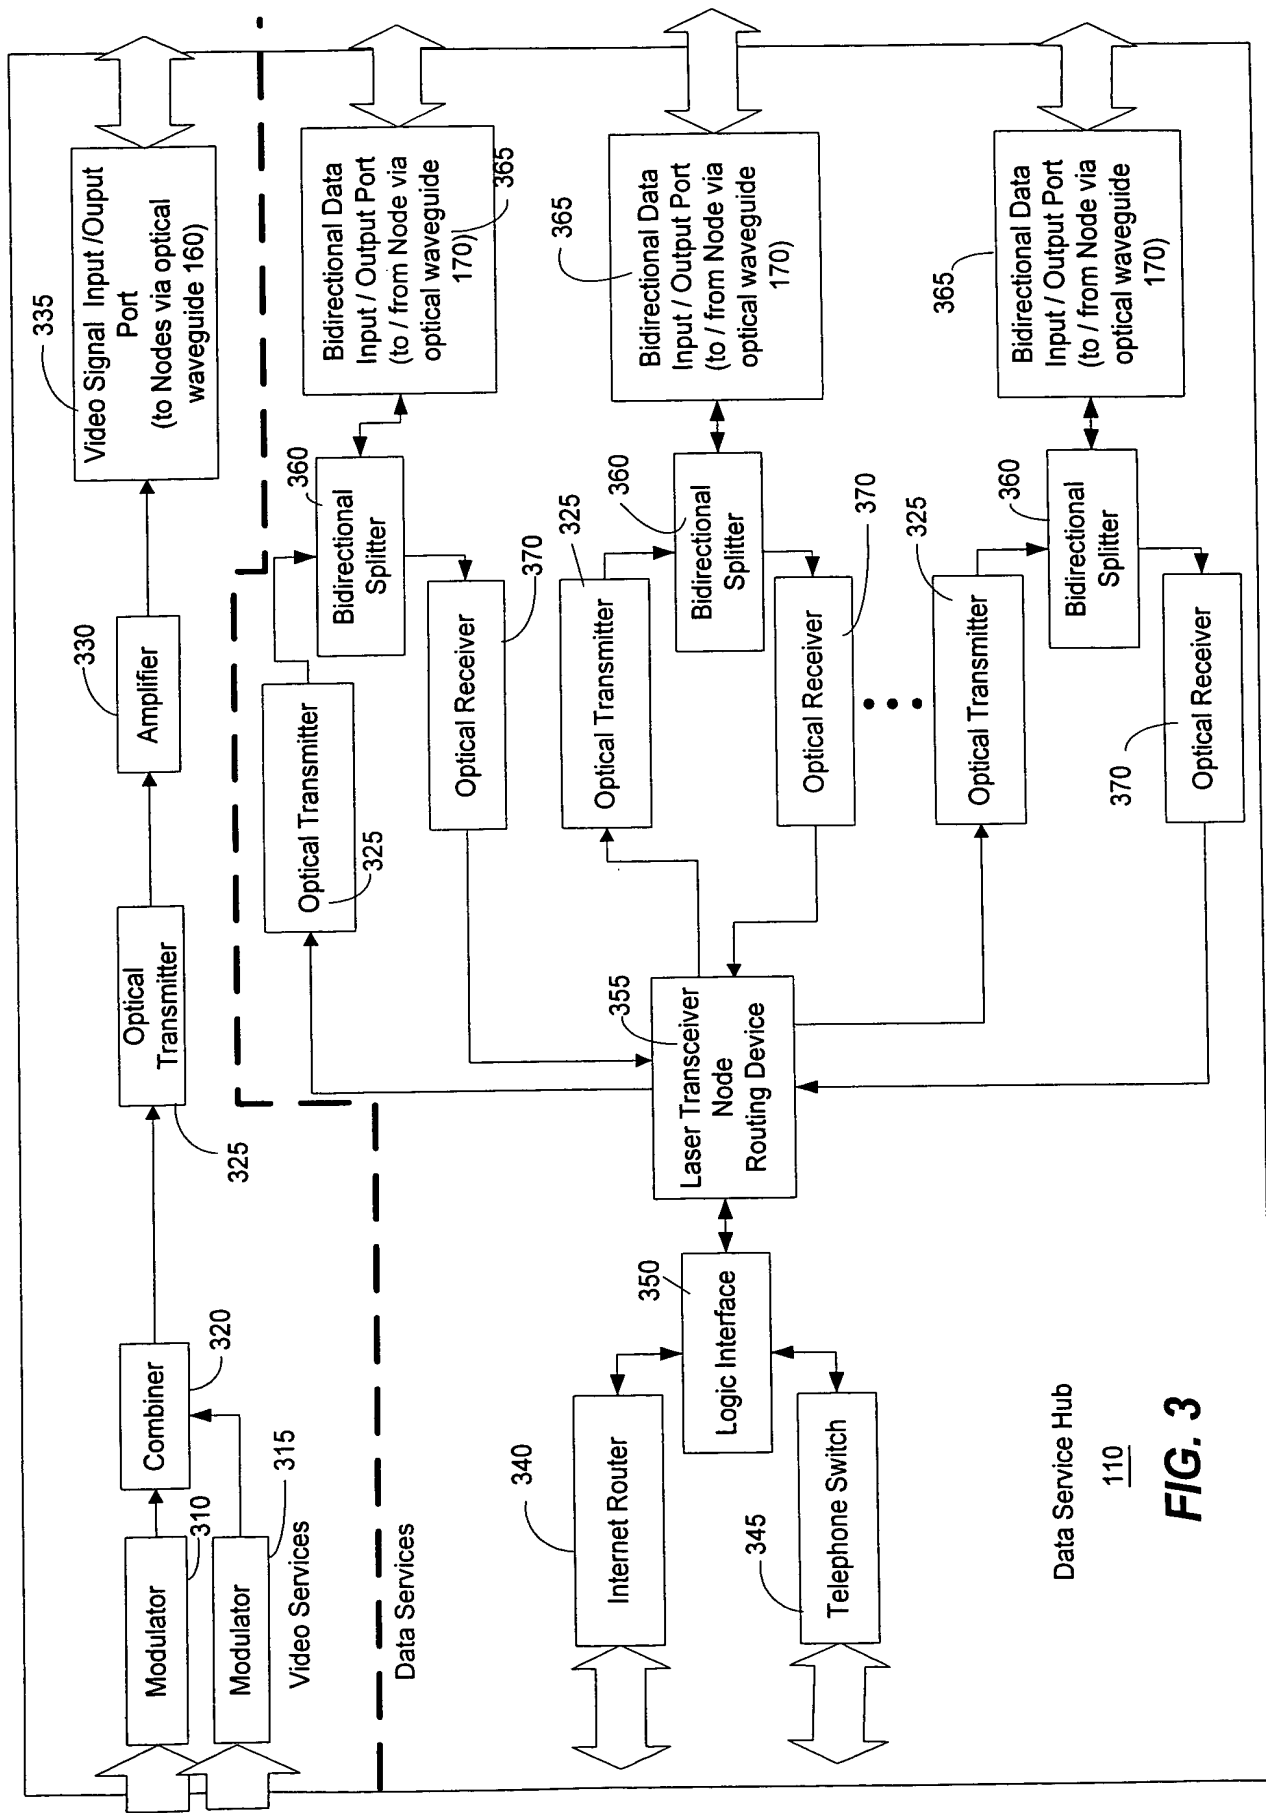 335
Video Signal Input /Ouput
Port
(to Nodes via optical
waveguide 160)
330
Amplifier
Optical
Transmitter
325
320
Combiner
310
Modulator
315
Modulator
Video Services
Data Services
Bidirectional Data
Input / Output Port
(to / from Node via
optical waveguide
170)
365
360
Bidirectional
Splitter
Optical Transmitter
325
370
Optical Receiver
365
Bidirectional Data
Input / Output Port
(to / from Node via
optical waveguide
170)
360
Bidirectional
Splitter
325
Optical Transmitter
370
Optical Receiver
365
Bidirectional Data
Input / Output Port
(to / from Node via
optical waveguide
170)
360
Bidirectional
Splitter
325
Optical Transmitter
370
Optical Receiver
355
Laser Transceiver
Node
Routing Device
350
Logic Interface
340
Internet Router
345
Telephone Switch
Data Service Hub
110
FIG. 3